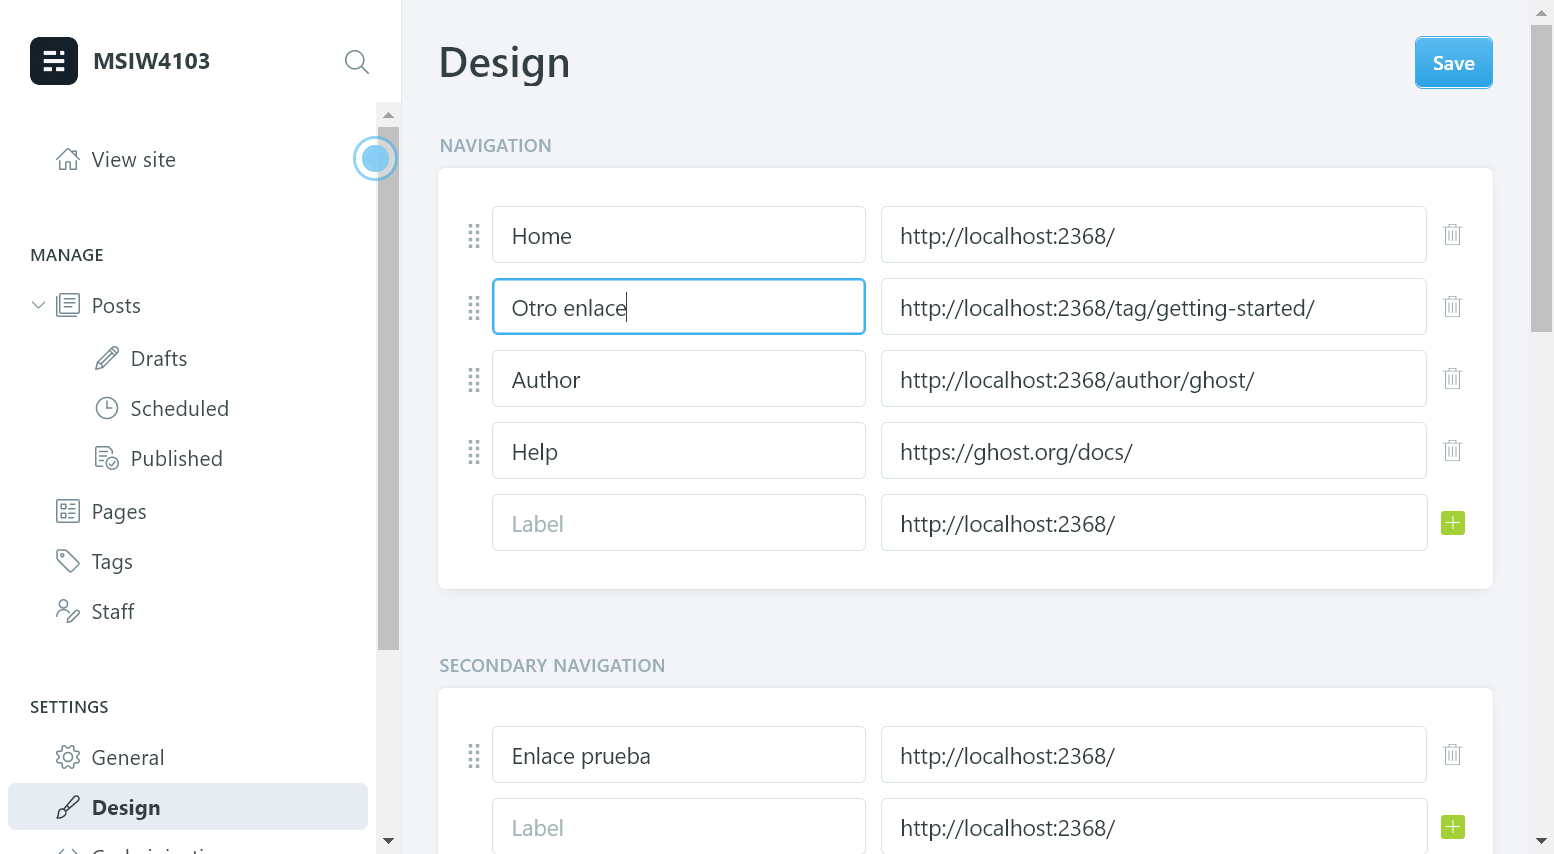 MSIW4103
View site
MANAGE
Posts
Drafts
Scheduled
Published
Pages
Tags
Staff
SETTINGS
General
Design
Design
Save
NAVIGATION
Home http://localhost:2368/
Otro enlace http://localhost:2368/tag/getting-started/
Author http://localhost:2368/author/ghost/
Help https://ghost.org/docs/
Label http://localhost:2368/
SECONDARY NAVIGATION
Enlace prueba http://localhost:2368/
Label http://localhost:2368/